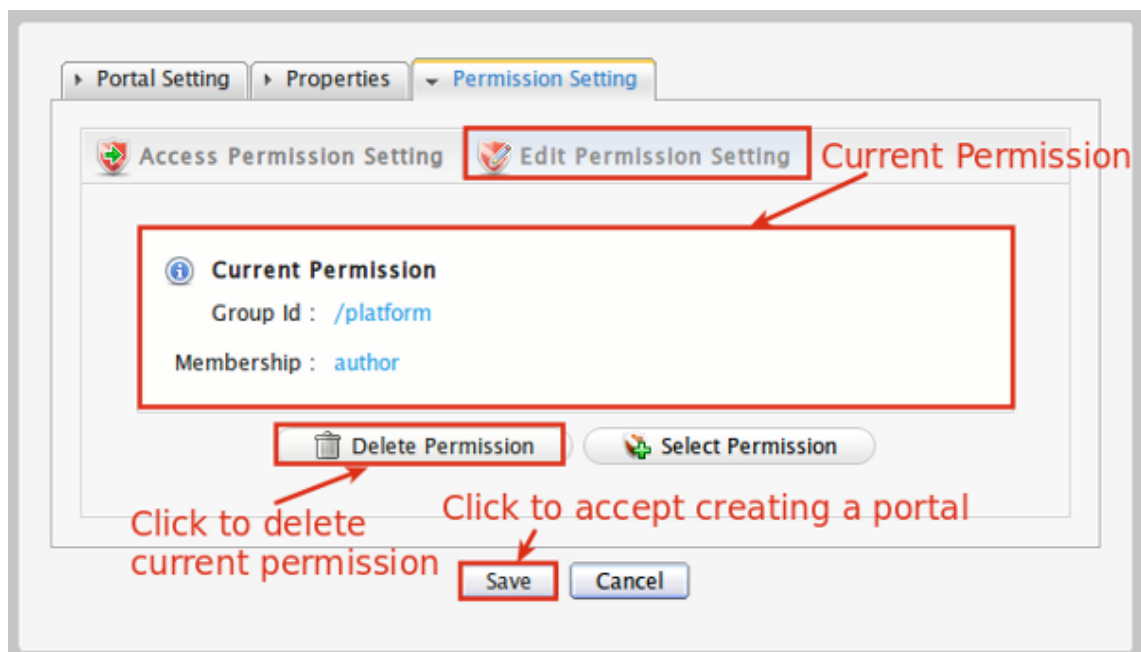 Portal Setting Properties Permission Setting
Access Permission Setting Edit Permission Setting Current Permission
Current Permission
Group Id : /platform
Membership : author
Delete Permission Select Permission
Click to delete
current permission
Click to accept creating a portal
Save Cancel